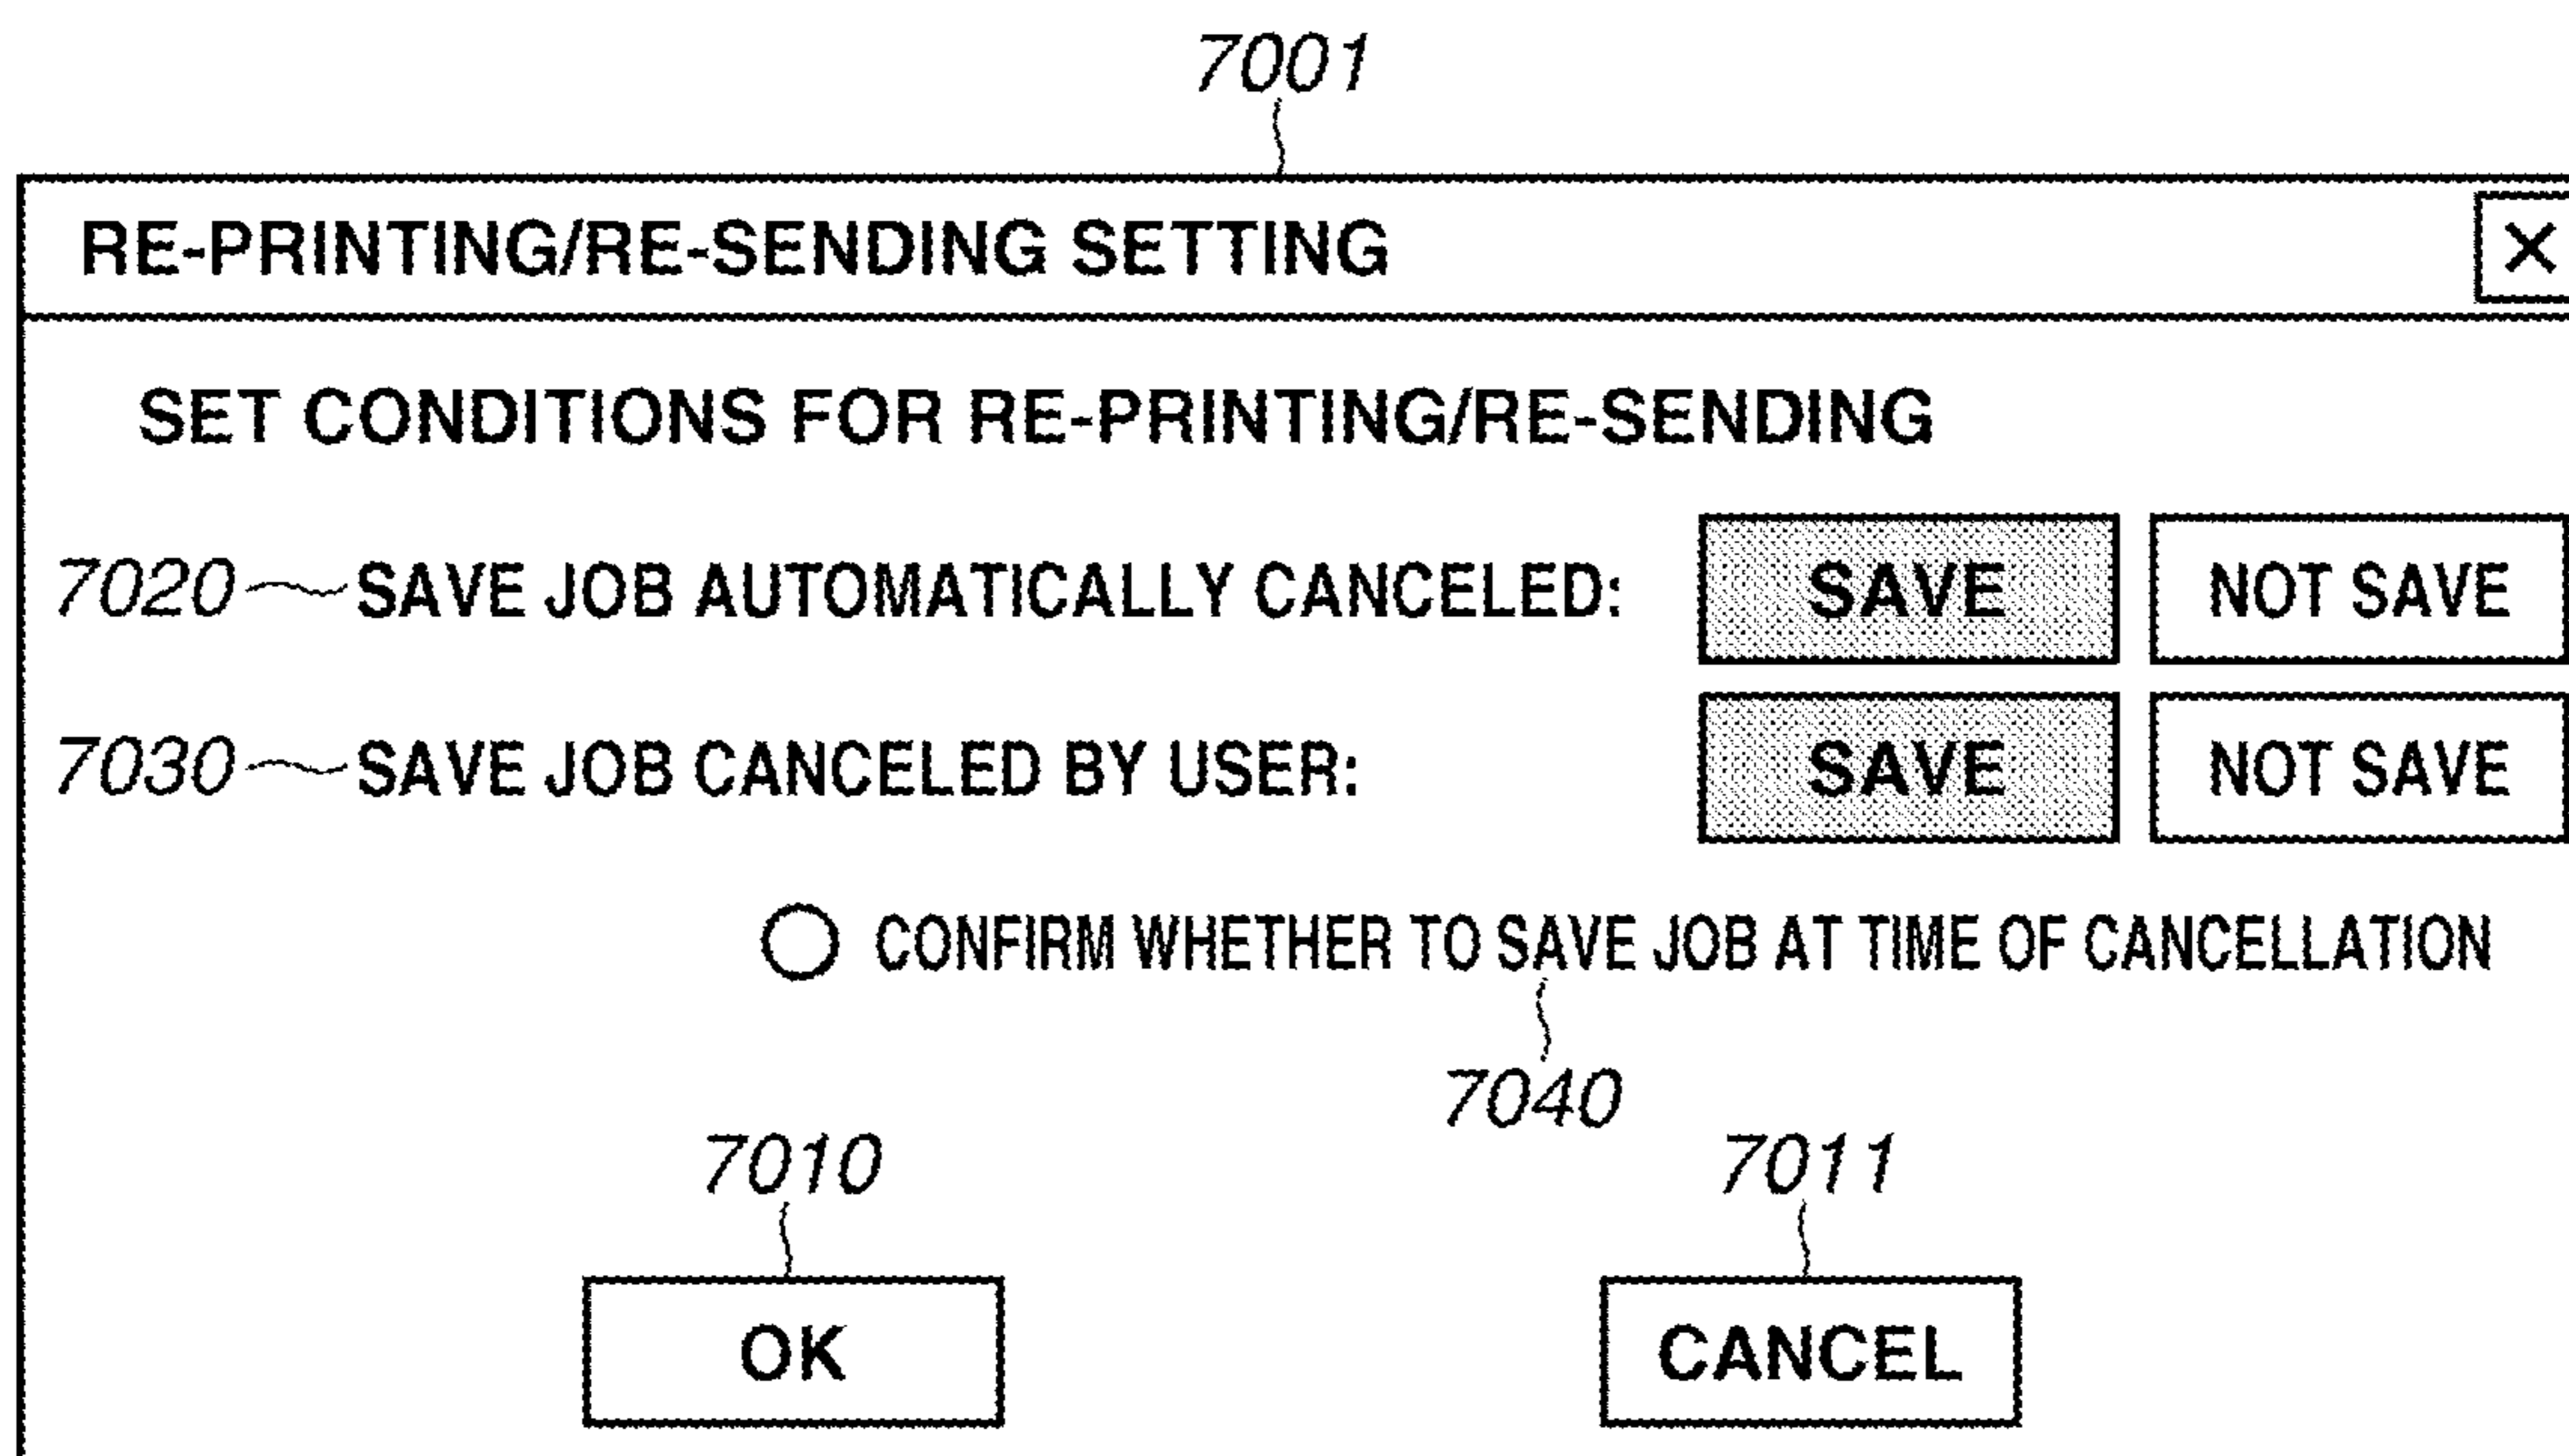 7001
RE-PRINTING/RE-SENDING SETTING X
SET CONDITIONS FOR RE-PRINTING/RE-SENDING
7020 SAVE JOB AUTOMATICALLY CANCELED: SAVE NOT SAVE
7030 SAVE JOB CANCELED BY USER: SAVE NOT SAVE
CONFIRM WHETHER TO SAVE JOB AT TIME OF CANCELLATION
7040
7010 7011
OK CANCEL